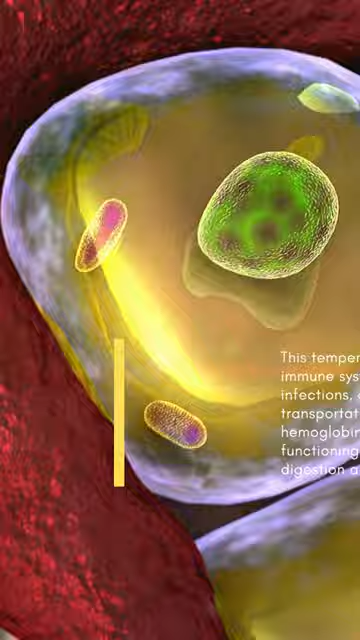 This temper
immune sys
infections,
transportat
hemoglobin
functioning
digestion a